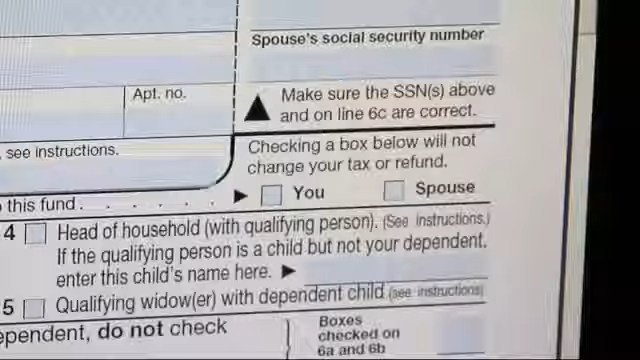 Spouse's social security number
Apt. no.
Make sure the SSN(s) above
and on line 6c are correct.
see instructions.
Checking a box below will not
change your tax or refund.
this fund . . . . . .
You
Spouse
4 Head of household (with qualifying person). (See instructions.)
If the qualifying person is a child but not your dependent,
enter this child's name here.
5 Qualifying widow(er) with dependent child (see instructions)
ependent, do not check
Boxes
checked on
6a and 6b